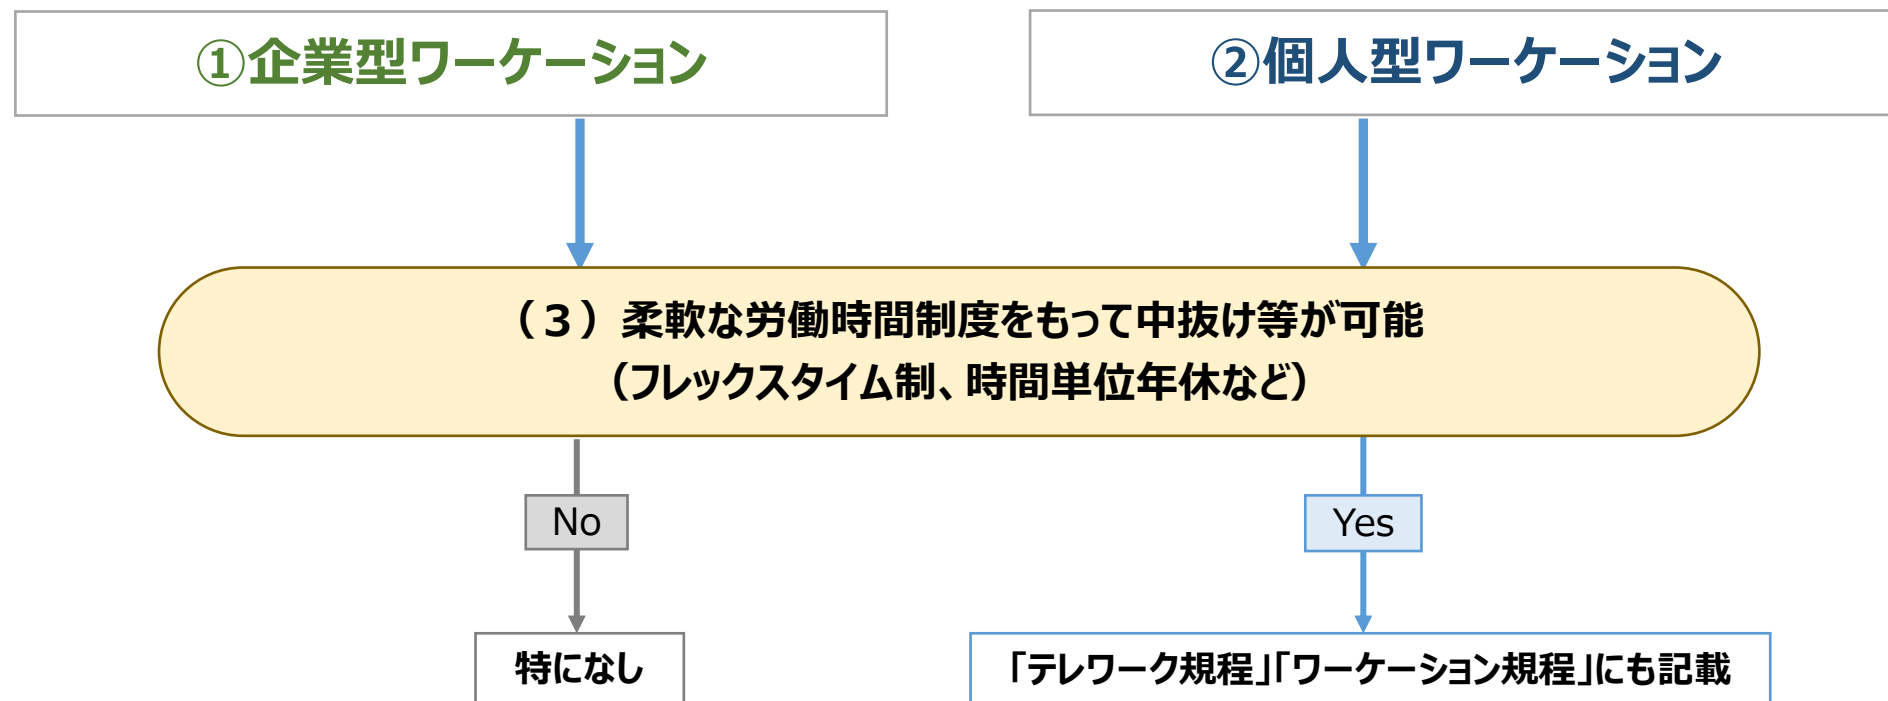 ①企業型ワーケーション
②個人型ワーケーション
（３）柔軟な労働時間制度をもって中抜け等が可能
（フレックスタイム制、時間単位年休など）
No
Yes
特になし
「テレワーク規程」「ワーケーション規程」にも記載